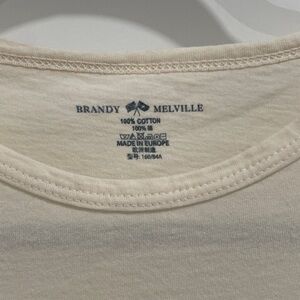 BRANDY MELVILLE
100% COTTON
100% 棉
MADE IN EUROPE
欧洲制造
型号: 160/84A